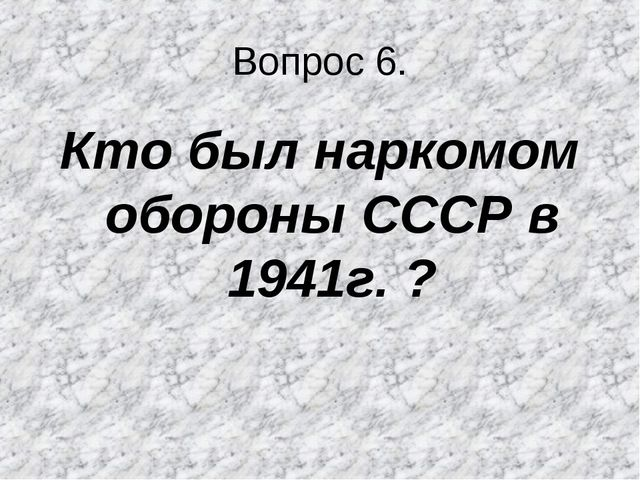 Вопрос 6.
Кто был наркомом
обороны СССР в
1941г. ?